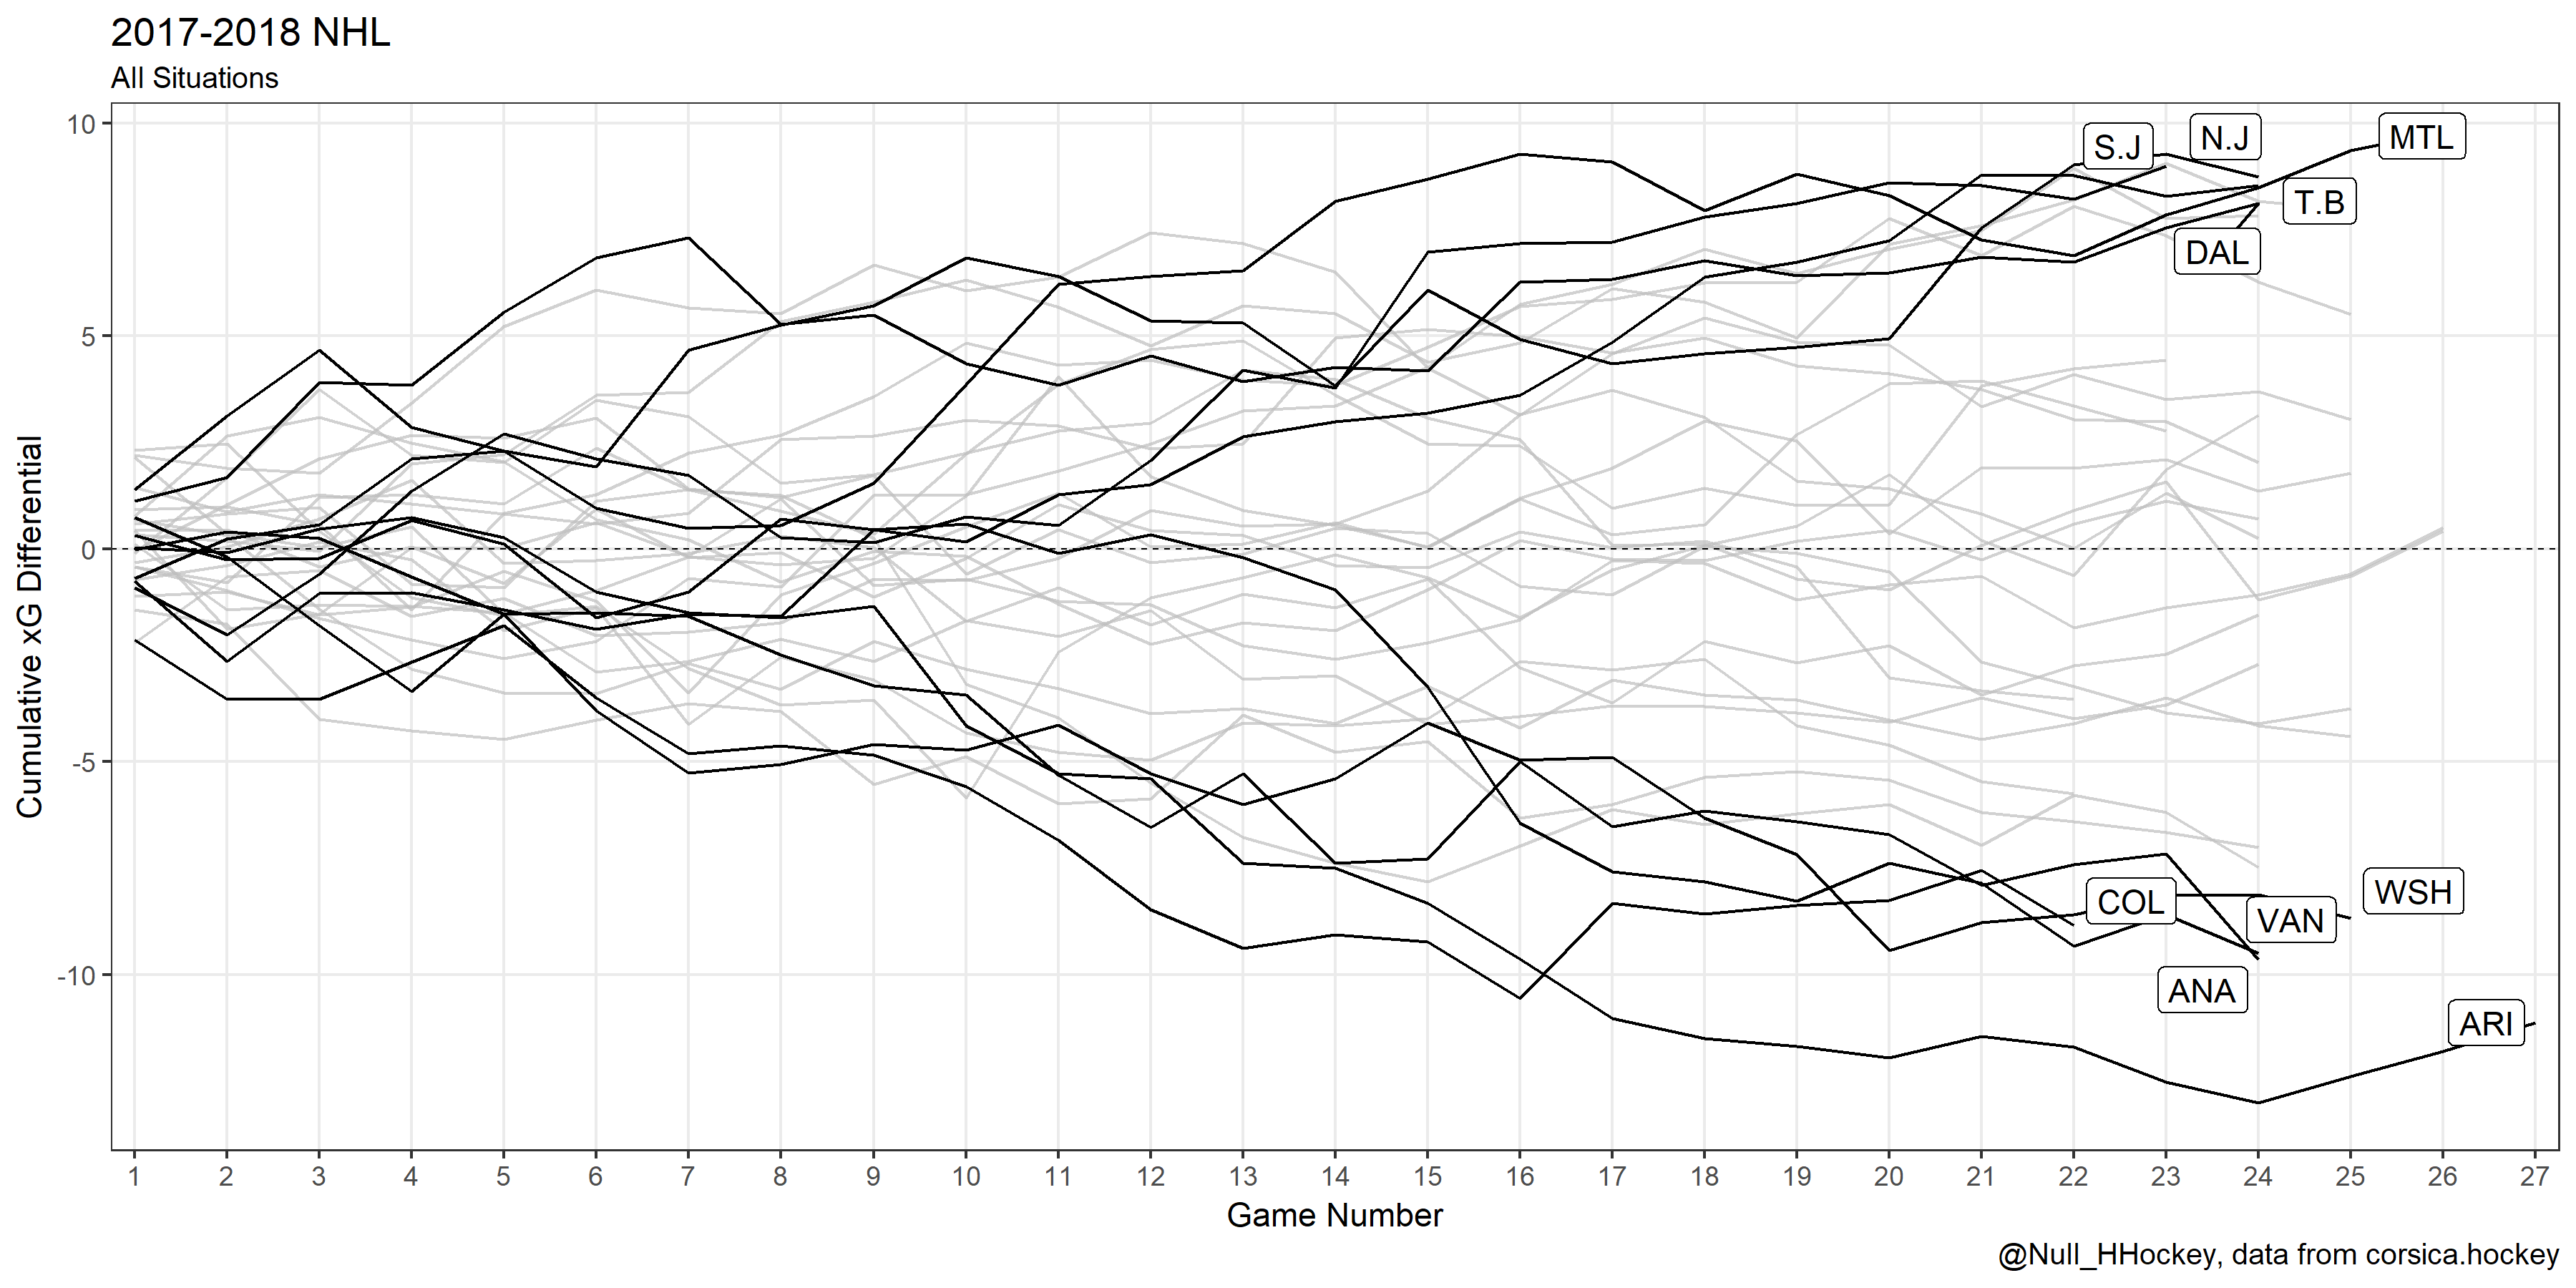 2017-2018 NHL
All Situations
Cumulative xG Differential
10
5
0
-5
-10
S.J
N.J
MTL
T.B
DAL
COL
VAN
WSH
ANA
ARI
1 2 3 4 5 6 7 8 9 10 11 12 13 14 15 16 17 18 19 20 21 22 23 24 25 26 27
Game Number
@Null_HHockey, data from corsica.hockey